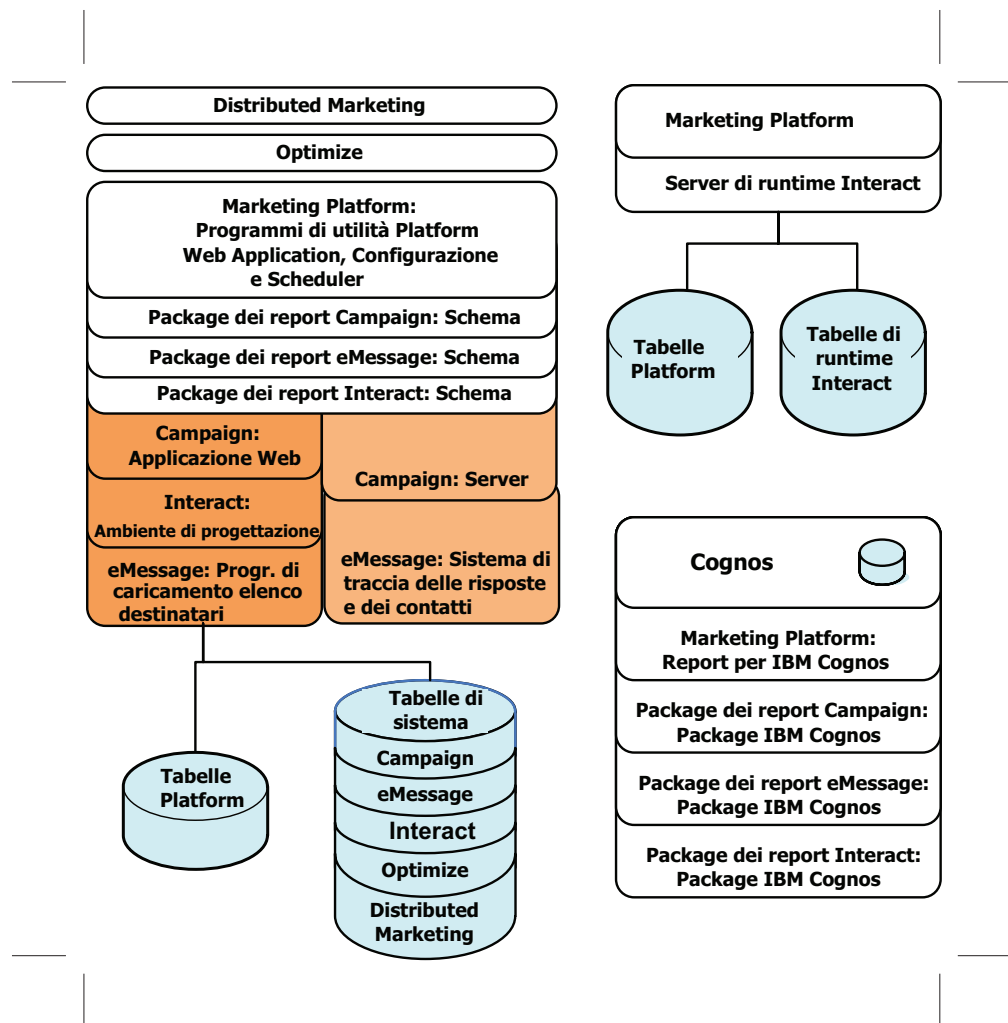 Distributed Marketing
Optimize
Marketing Platform:
Programmi di utilità Platform
Web Application, Configurazione
e Scheduler
Package dei report Campaign: Schema
Package dei report eMessage: Schema
Package dei report Interact: Schema
Campaign:
Applicazione Web
Campaign: Server
Interact:
Ambiente di progettazione
eMessage: Progr. di
caricamento elenco
destinatari
eMessage: Sistema di
traccia delle risposte
e dei contatti
Tabelle
Platform
Tabelle di
sistema
Campaign
eMessage
Interact
Optimize
Distributed
Marketing
Marketing Platform
Server di runtime Interact
Tabelle
Platform
Tabelle di
runtime
Interact
Cognos
Marketing Platform:
Report per IBM Cognos
Package dei report Campaign:
Package IBM Cognos
Package dei report eMessage:
Package IBM Cognos
Package dei report Interact:
Package IBM Cognos